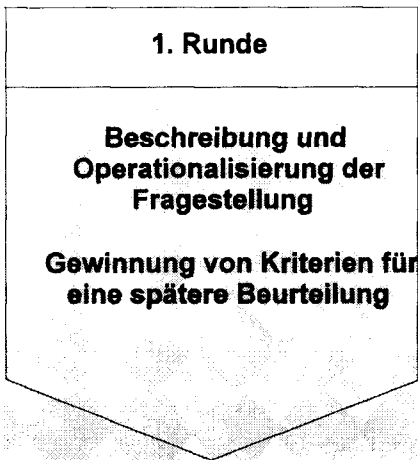 1. Runde
Beschreibung und
Operationalisierung der
Fragestellung
Gewinnung von Kriterien für
eine spätere Beurteilung